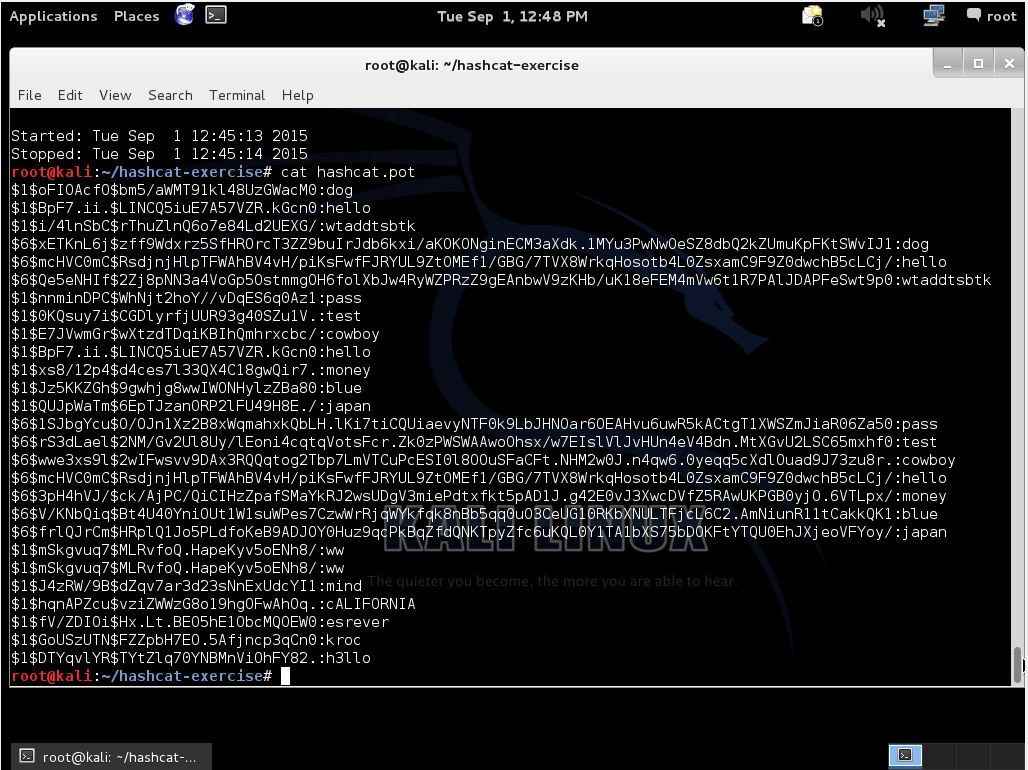 Applications Places Tue Sep 1, 12:48 PM root
root@kali: ~/hashcat-exercise
File Edit View Search Terminal Help
Started: Tue Sep  1 12:45:13 2015
Stopped: Tue Sep  1 12:45:14 2015
root@kali:~/hashcat-exercise# cat hashcat.pot
$1$oFIOAcfO$bm5/aWMT91kl48UzGWacM0:dog
$1$BpF7.ii.$LINCQ5iuE7A57VZR.kGcn0:hello
$1$i/4lnSbC$rThuZlnQ6o7e84Ld2UEXG/:wtaddtsbtk
$6$xETKnL6j$zff9Wdxrz5SfHROrcT3ZZ9buIrJdb6kxi/aKOKONginECM3aXdk.1MYu3PwNwOeSZ8dbQ2kZUmuKpFKtSWvIJ1:dog
$6$mcHVC0mC$RsdjnjHlpTFWAhBV4vH/piKsFwfFJRYUL9ZtOMEf1/GBG/7TVX8WrkqHosotb4L0ZsxamC9F9Z0dwchB5cLCj/:hello
$6$Qe5eNHIf$2Zj8pNN3a4VoGp5OstmmgOH6folXbJw4RyWZPRzZ9gEAnbwV9zKHb/uK18eFEM4mVw6t1R7PAlJDAPFeSwt9p0:wtaddtsbtk
$1$nnminDPC$WhNjt2hoY//vDqES6q0Az1:pass
$1$0KQsuy7i$CGDlyrfjUUR93g40SZu1V.:test
$1$E7JVwmGr$wXtzdTDqiKBIhQmhrxcbc/:cowboy
$1$BpF7.ii.$LINCQ5iuE7A57VZR.kGcn0:hello
$1$xs8/12p4$d4ces7l33QX4C18gwQir7.:money
$1$Jz5KKZGh$9gwhjg8wwIWONHylzZBa80:blue
$1$QUJpWaTm$6EpTJzanORP2lFU49H8E./:japan
$6$1SJbgYcu$O/OJn1Xz2B8xWqmahxkQbLH.lKi7tiCQUiaevyNTF0k9LbJHNOar6OEAHvu6uwR5kACtgT1XWSZmJiaR06Za50:pass
$6$rS3dLael$2NM/Gv2Ul8Uy/lEoni4cqtqVotsFcr.Zk0zPWSWAAwoOhsx/w7EIslVlJvHUn4eV4Bdn.MtXGvU2LSC65mxhf0:test
$6$wwe3xs9l$2wIFwsvv9DAx3RQQqtog2Tbp7LmVTCuPcESI0l8OOuSFaCFt.NHM2w0J.n4qw6.0yeqq5cXdlOuad9J73zu8r.:cowboy
$6$mcHVC0mC$RsdjnjHlpTFWAhBV4vH/piKsFwfFJRYUL9ZtOMEf1/GBG/7TVX8WrkqHosotb4L0ZsxamC9F9Z0dwchB5cLCj/:hello
$6$3pH4hVJ/$ck/AjPC/QiCIHzZpafSMaYkRJ2wsUDgV3miePdtxfkt5pAD1J.g42E0vJ3XwcDVfZ5RAwUKPGB0yjO.6VTLpx/:money
$6$V/KNbQiq$Bt4U40YniOUt1W1suWPes7CzwWrRjqWYkfqk8hBb5qq0uO3CeUG10RKDXNULTFjcU6C2.AmNiunR11tCakkQK1:blue
$6$frlQJrCm$HRplQ1Jo5PLdfoKeB9ADJOY0Huz9qcPkBqZfdQNkTpyZfc6uKQL0Y1TA1bXS75bDOKFtYTQU0EhJXjeoVFYoy/:japan
$1$mSkgvuq7$MLRvfoQ.HapeKyv5oENh8/:ww
$1$mSkgvuq7$MLRvfoQ.HapeKyv5oENh8/:ww
$1$J4zRW/9B$dZqv7ar3d23sNnExUdcYI1:mind
$1$hqnAPZcu$vziZWWzG8o19hgOFwAhOq.:cALIFORNIA
$1$fV/ZDIOi$Hx.Lt.BEO5hE1ObcMQOEW0:esrever
$1$GoUSzUTN$FZZpbH7EO.5Afjncp3qCn0:kroc
$1$DTYqvlYR$TYtZlq70YNBMnViOhFY82.:h3llo
root@kali:~/hashcat-exercise#
KALI LINUX
The quieter you become, the more you are able to hear.
root@kali: ~/hashcat-...